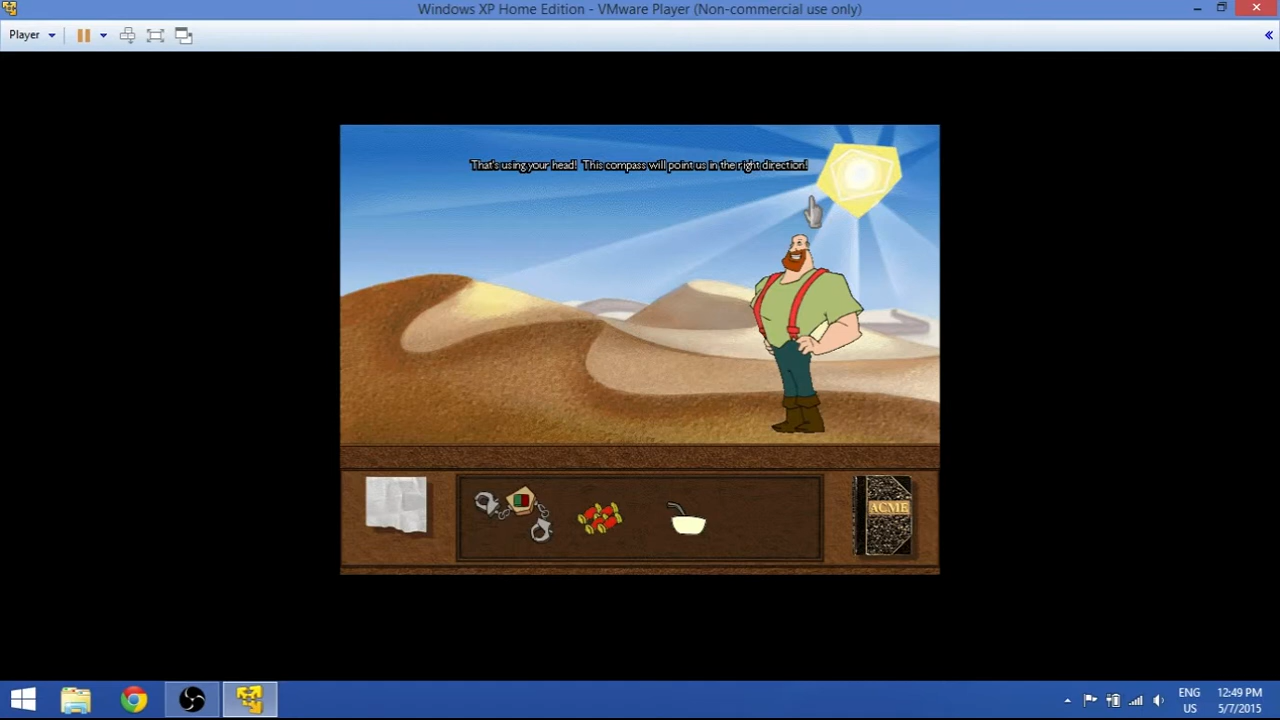 Windows XP Home Edition - VMware Player (Non-commercial use only)
Player
That's using your head! This compass will point us in the right direction!
ACME
ENG
US
12:49 PM
5/7/2015